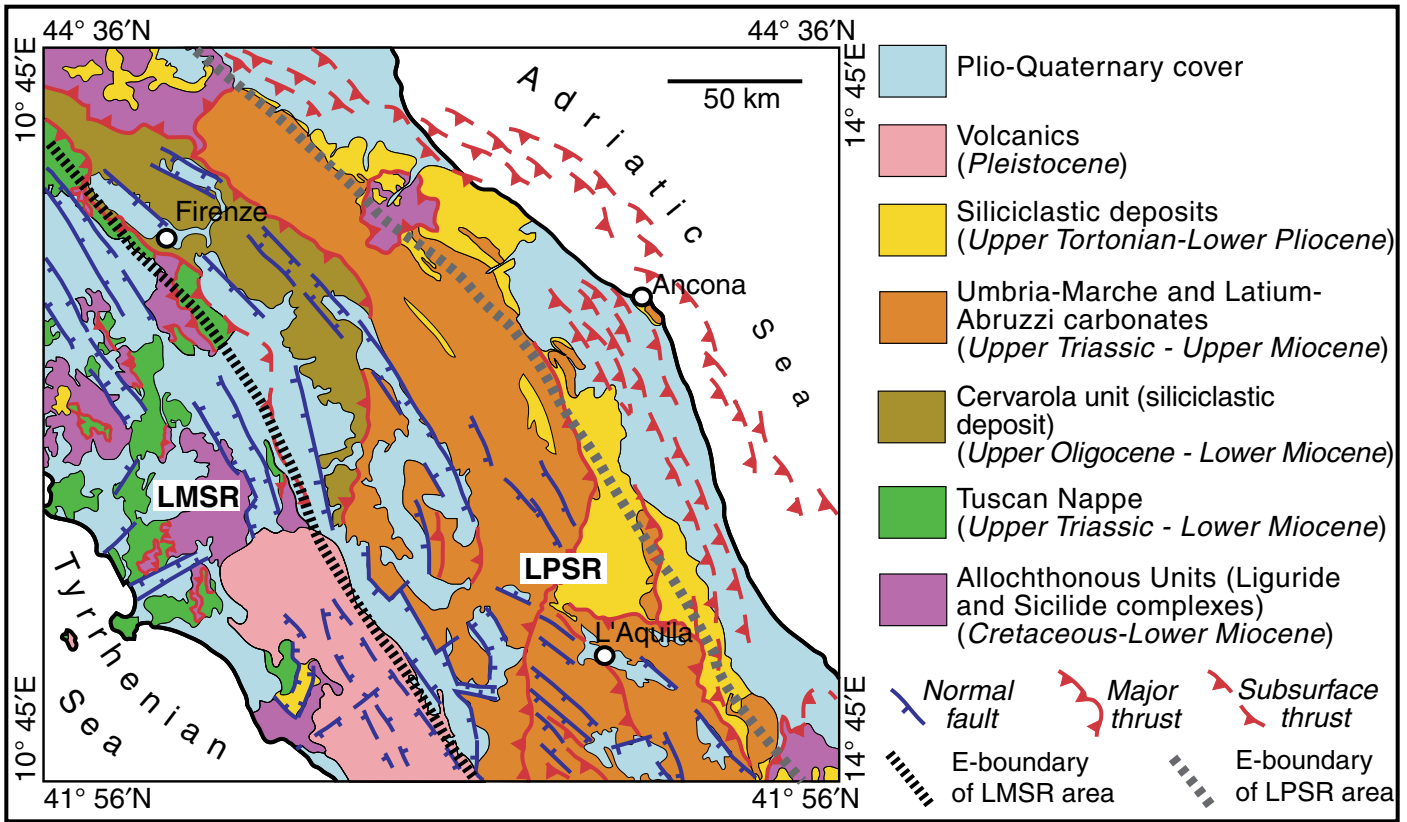 44° 36′N
44° 36′N
10° 45′E
14° 45′E
Adriatic Sea
50 km
Firenze
Ancona
LMSR
LPSR
L'Aquila
Tyrrhenian
Sea
10° 45′E
14° 45′E
41° 56′N
41° 56′N
Plio-Quaternary cover
Volcanics
(Pleistocene)
Siliciclastic deposits
(Upper Tortonian-Lower Pliocene)
Umbria-Marche and Latium-
Abruzzi carbonates
(Upper Triassic - Upper Miocene)
Cervarola unit (siliciclastic
deposit)
(Upper Oligocene - Lower Miocene)
Tuscan Nappe
(Upper Triassic - Lower Miocene)
Allochthonous Units (Liguride
and Sicilide complexes)
(Cretaceous-Lower Miocene)
Normal
fault
Major
thrust
Subsurface
thrust
E-boundary
of LMSR area
E-boundary
of LPSR area